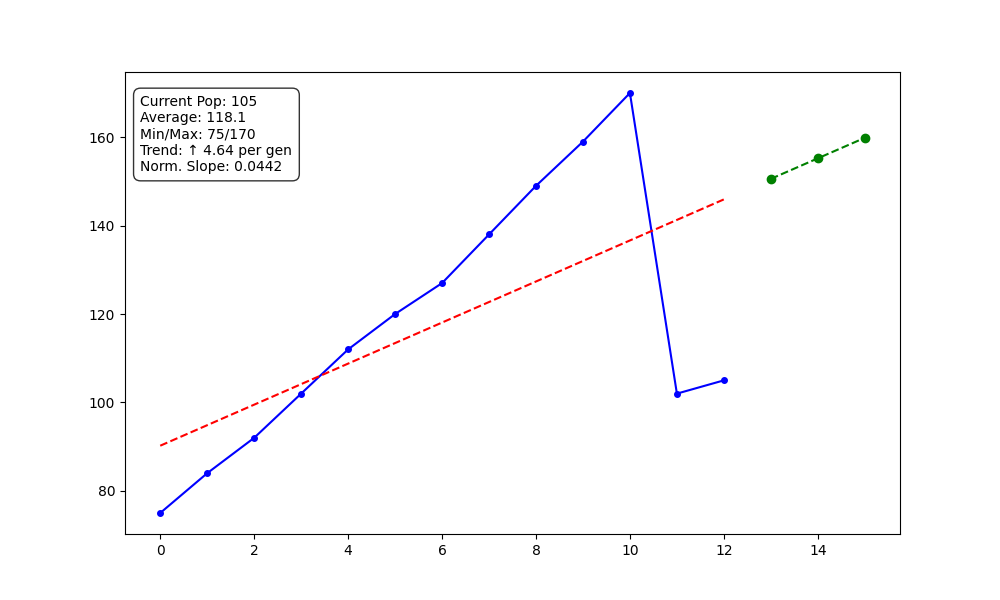 Current Pop: 105
Average: 118.1
Min/Max: 75/170
Trend: ↑ 4.64 per gen
Norm. Slope: 0.0442
160
140
120
100
80
0 2 4 6 8 10 12 14